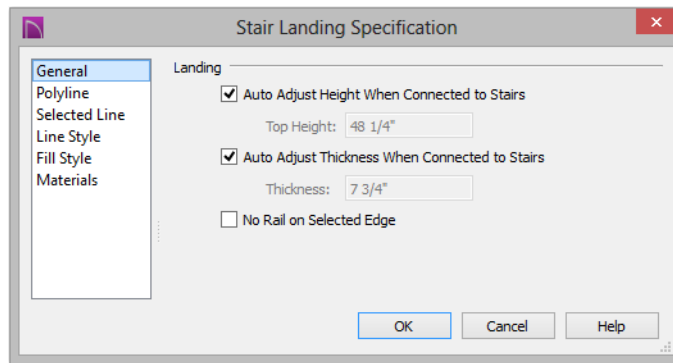 Stair Landing Specification
General
Polyline
Selected Line
Line Style
Fill Style
Materials
Landing
Auto Adjust Height When Connected to Stairs
Top Height: 48 1/4"
Auto Adjust Thickness When Connected to Stairs
Thickness: 7 3/4"
No Rail on Selected Edge
OK Cancel Help